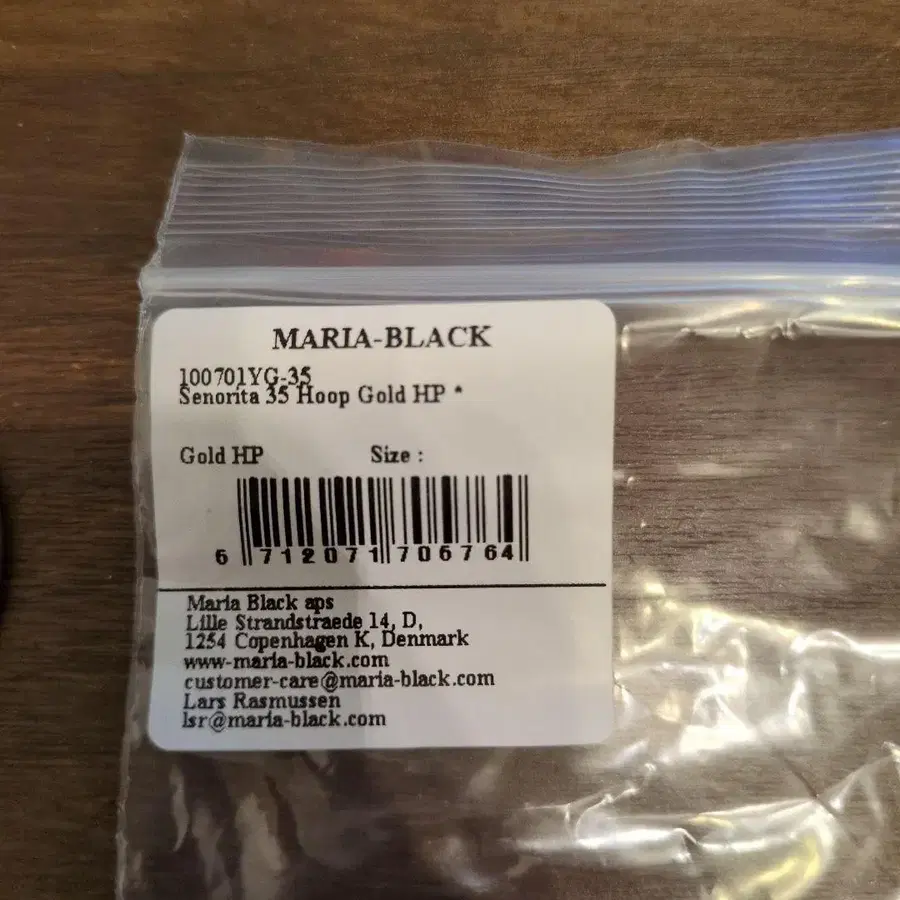 MARIA-BLACK
100701YG-35
Senorita 35 Hoop Gold HP *
Gold HP Size :
6 712071 706764
Maria Black aps
Lille Strandstraede 14, D,
1254 Copenhagen K, Denmark
www-maria-black.com
customer-care@maria-black.com
Lars Rasmussen
lsr@maria-black.com